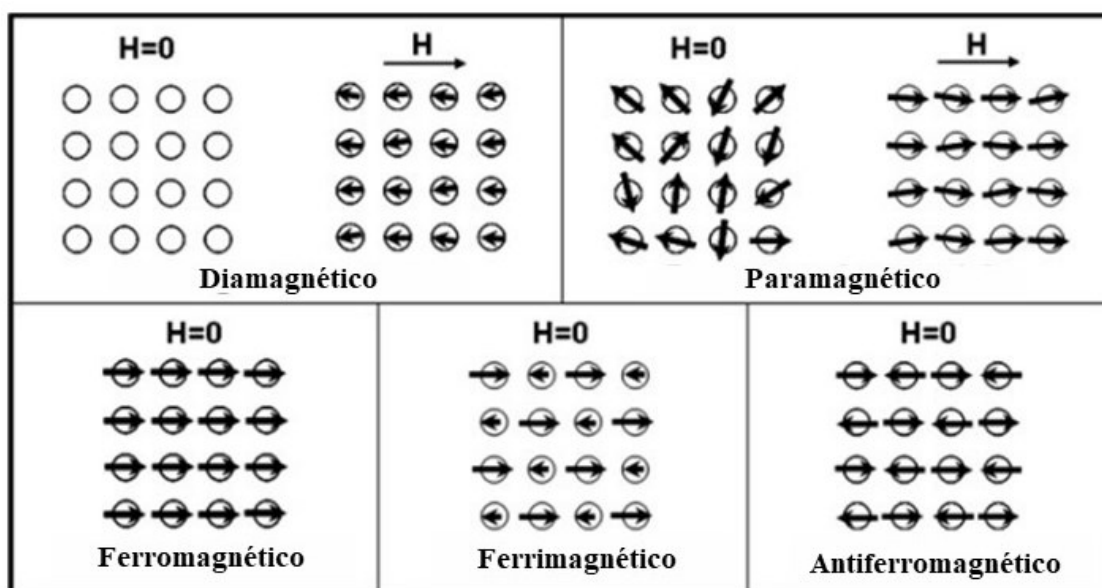 H=0
H
H=0
H
Diamagnético
Paramagnético
H=0
H=0
H=0
Ferromagnético
Ferrimagnético
Antiferromagnético